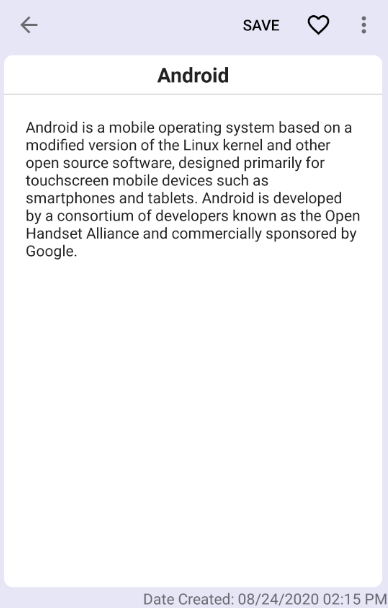 SAVE
Android
Android is a mobile operating system based on a
modified version of the Linux kernel and other
open source software, designed primarily for
touchscreen mobile devices such as
smartphones and tablets. Android is developed
by a consortium of developers known as the Open
Handset Alliance and commercially sponsored by
Google.
Date Created: 08/24/2020 02:15 PM